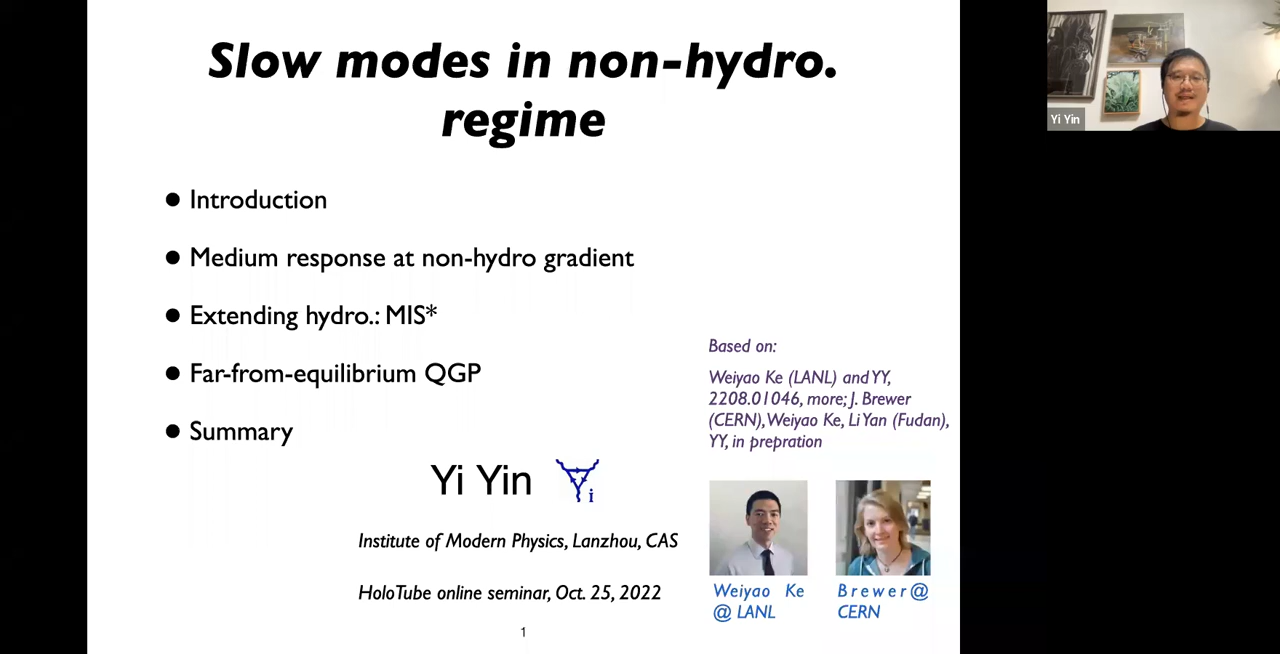 Slow modes in non-hydro.
regime
● Introduction
● Medium response at non-hydro gradient
● Extending hydro.: MIS*
● Far-from-equilibrium QGP
● Summary
Based on:
Weiyao Ke (LANL) and YY,
2208.01046, more; J. Brewer
(CERN), Weiyao Ke, Li Yan (Fudan),
YY, in prepration
Yi Yin
i
Institute of Modern Physics, Lanzhou, CAS
HoloTube online seminar, Oct. 25, 2022
Weiyao Ke
@ LANL
Brewer@
CERN
1
Yi Yin